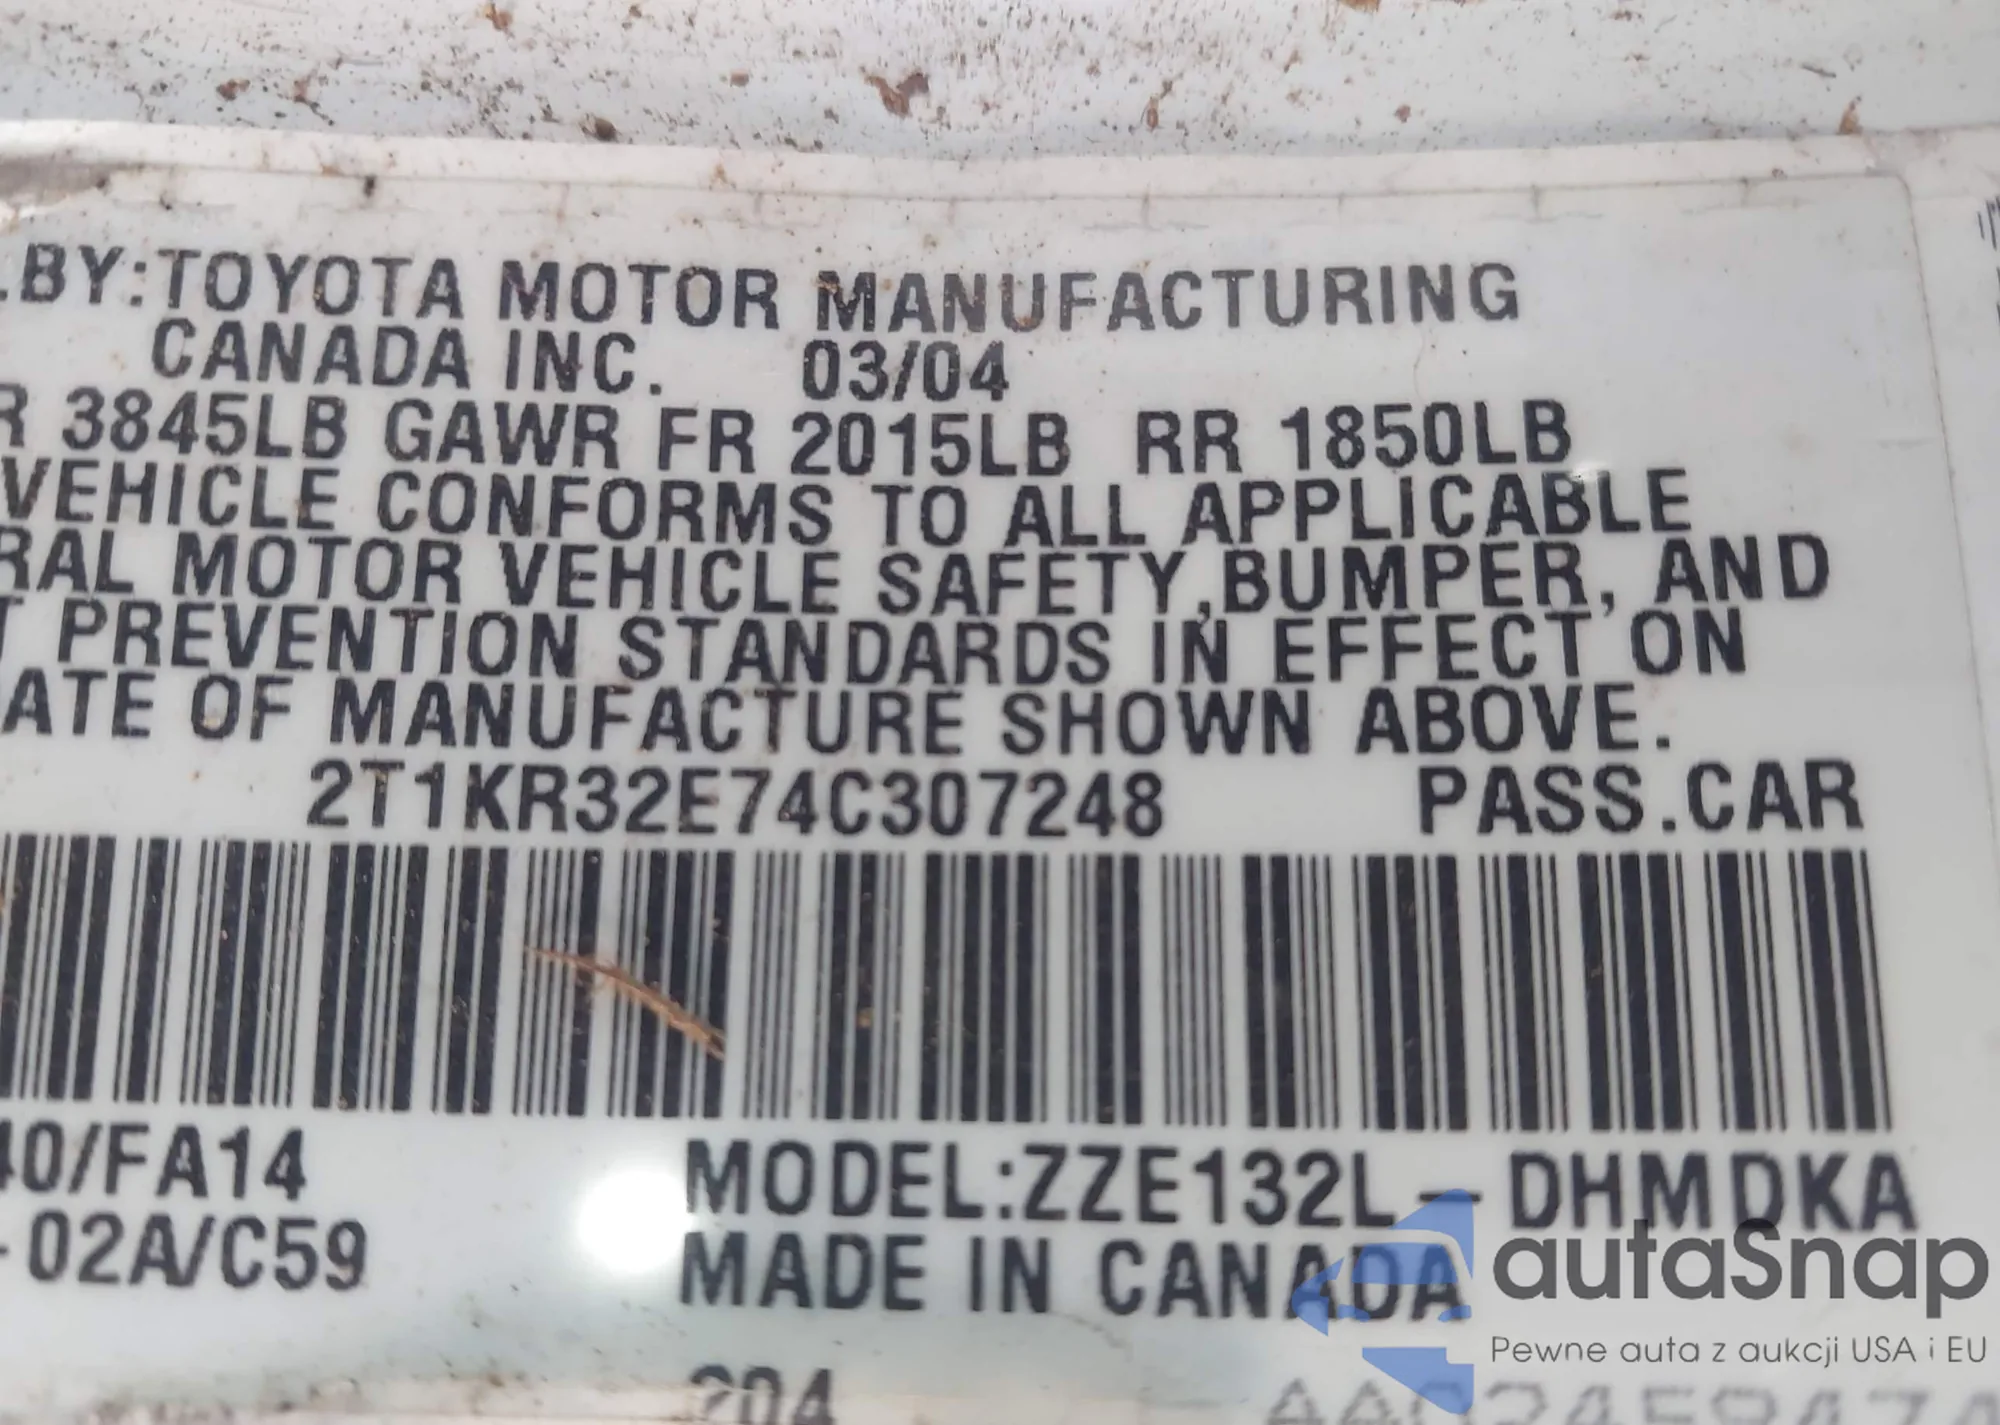 .BY:TOYOTA MOTOR MANUFACTURING
CANADA INC. 03/04
R 3845LB GAWR FR 2015LB RR 1850LB
VEHICLE CONFORMS TO ALL APPLICABLE
RAL MOTOR VEHICLE SAFETY,BUMPER, AND
T PREVENTION STANDARDS IN EFFECT ON
ATE OF MANUFACTURE SHOWN ABOVE.
2T1KR32E74C307248 PASS.CAR
40/FA14
MODEL:ZZE132L-DHMDKA
-02A/C59
MADE IN CANADA
204
autaSnap
Pewne auta z aukcji USA i EU